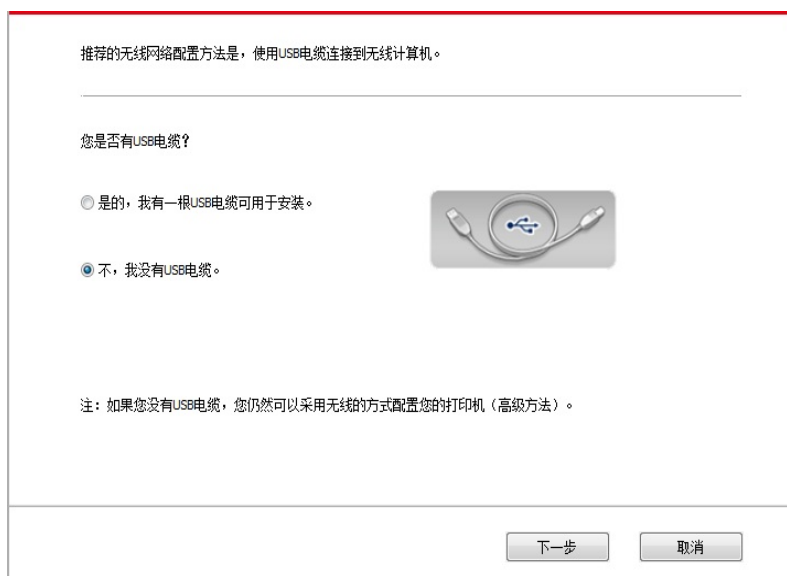 推荐的无线网络配置方法是，使用USB电缆连接到无线计算机。
您是否有USB电缆？
是的，我有一根USB电缆可用于安装。
不，我没有USB电缆。
注：如果您没有USB电缆，您仍然可以采用无线的方式配置您的打印机（高级方法）。
下一步
取消